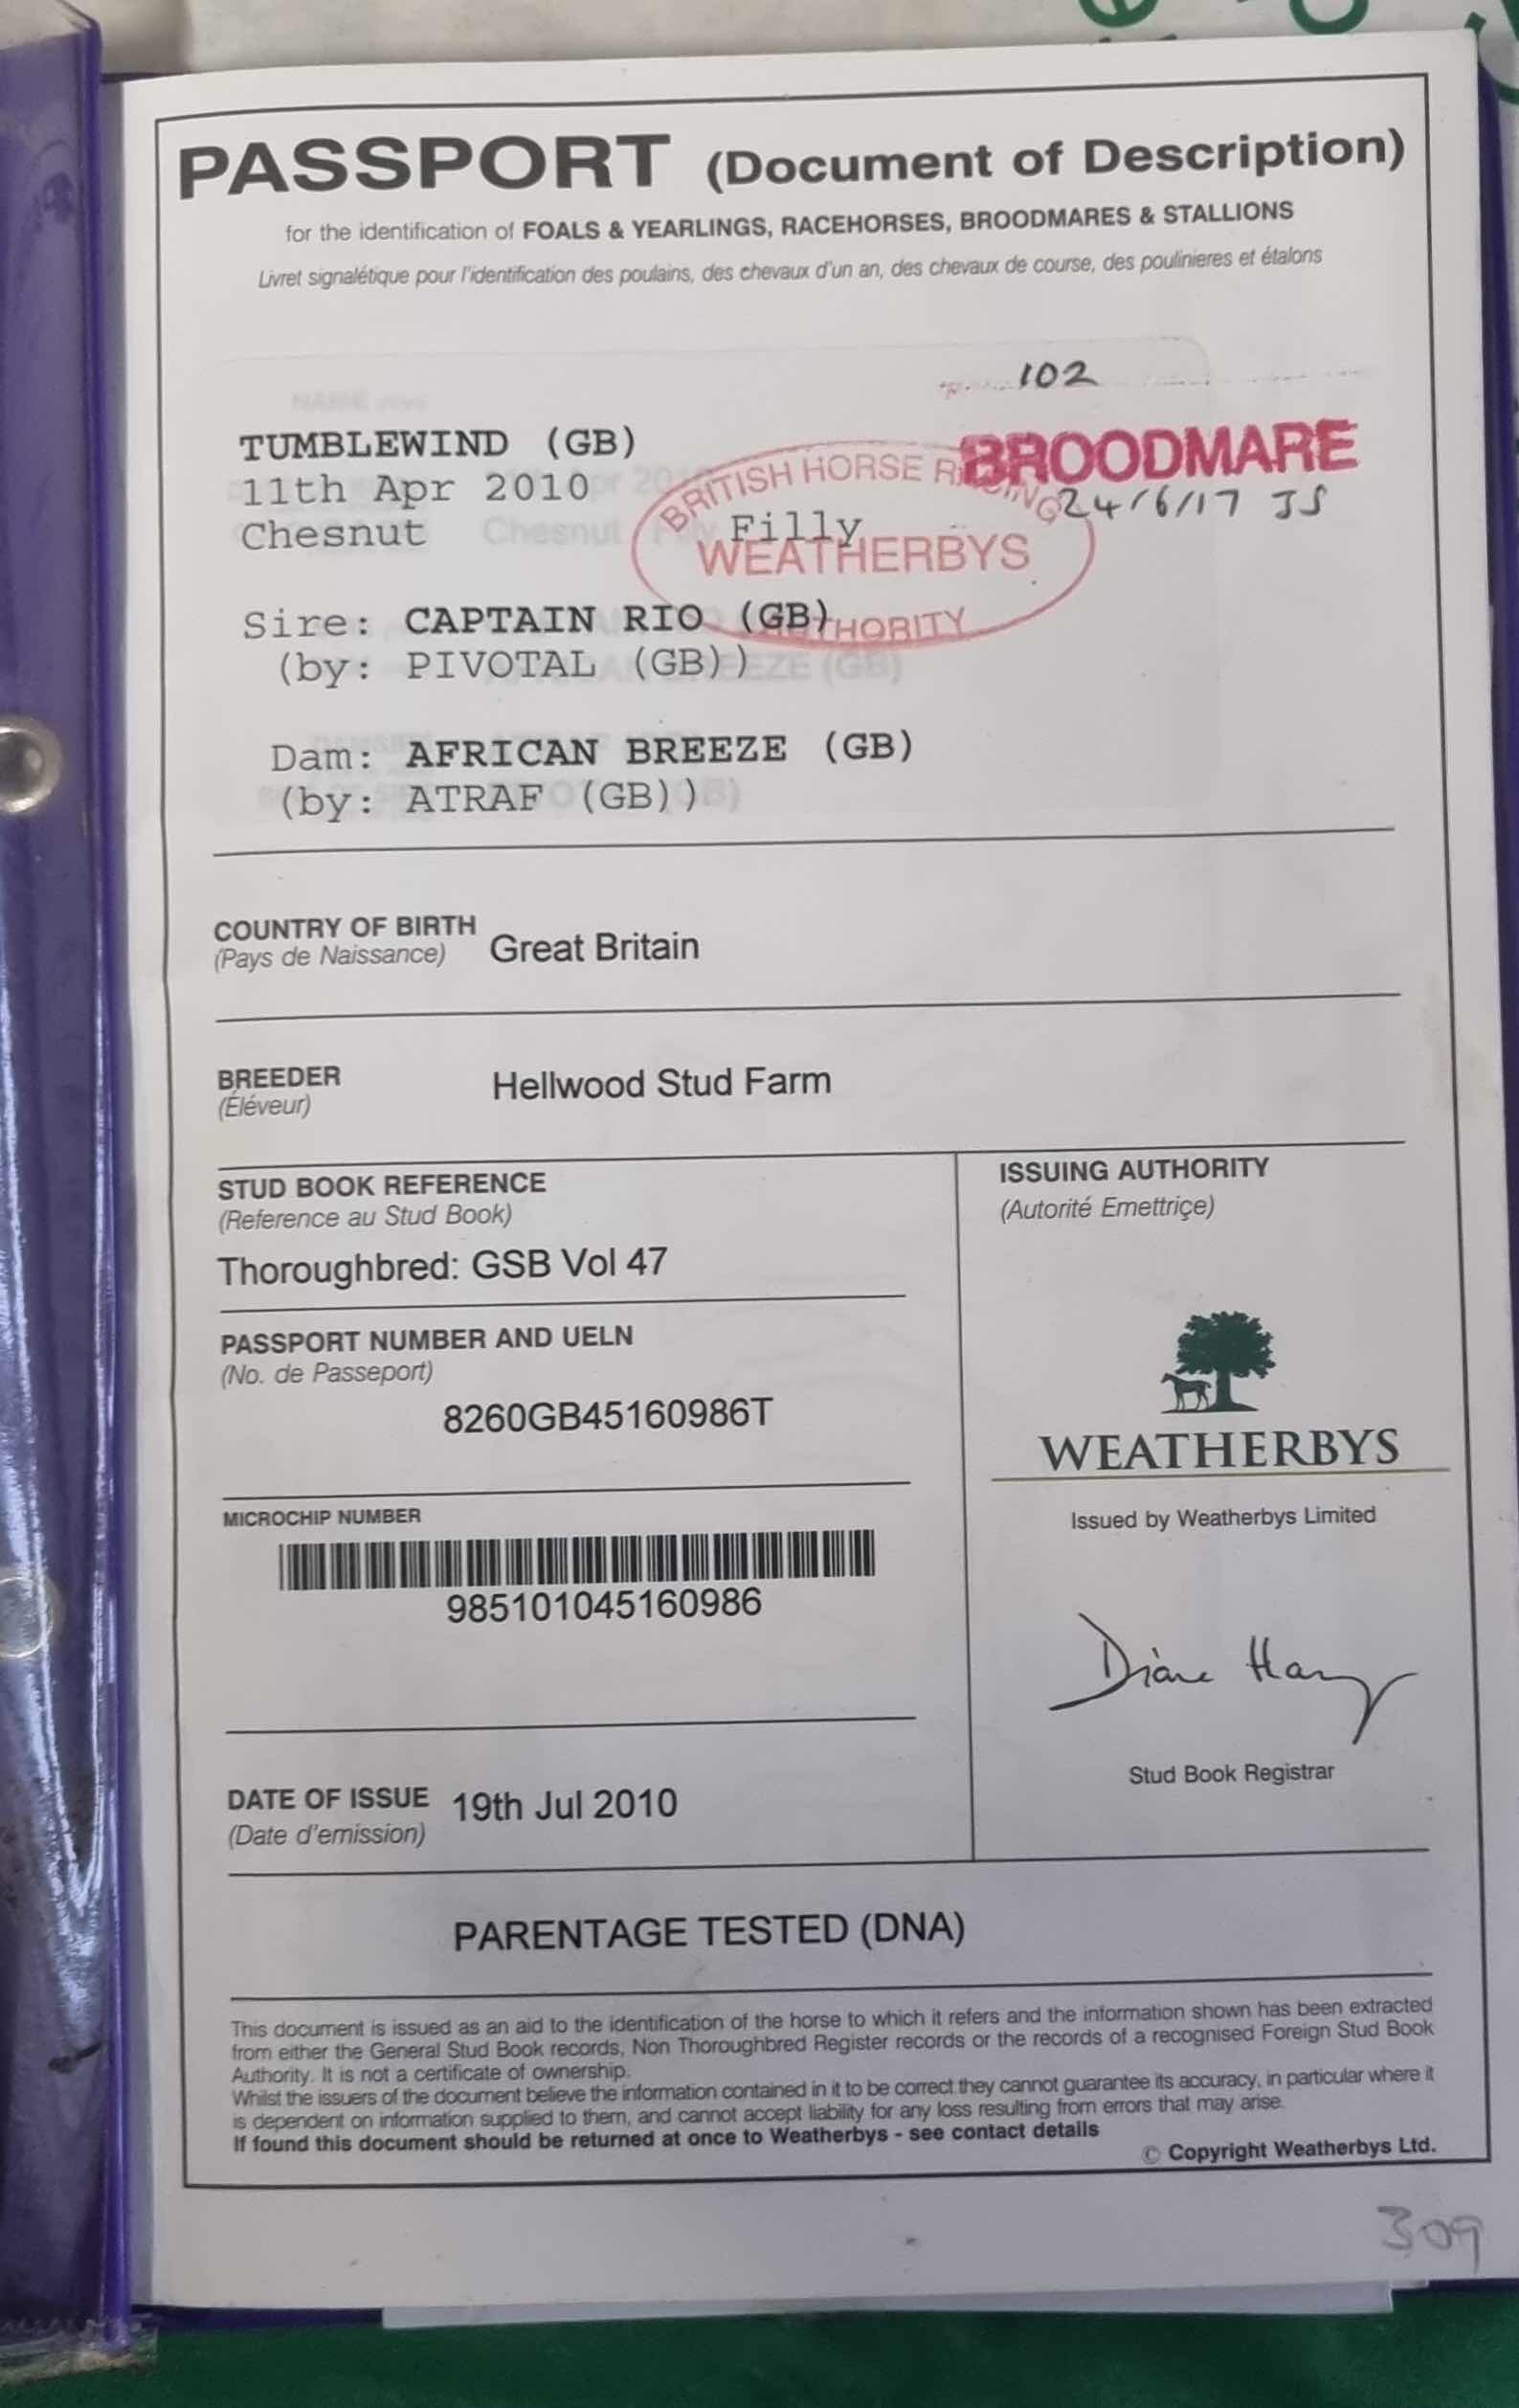 PASSPORT (Document of Description)
for the identification of FOALS & YEARLINGS, RACEHORSES, BROODMARES & STALLIONS
Livret signalétique pour l'identification des poulains, des chevaux d'un an, des chevaux de course, des poulinieres et étalons
102
TUMBLEWIND (GB)
BROODMARE
11th Apr 2010
24/6/17 JS
Chesnut Filly
BRITISH HORSE RACING
WEATHERBYS
AUTHORITY
Sire: CAPTAIN RIO (GB)
(by: PIVOTAL (GB))
Dam: AFRICAN BREEZE (GB)
(by: ATRAF (GB))
COUNTRY OF BIRTH Great Britain
(Pays de Naissance)
BREEDER Hellwood Stud Farm
(Éléveur)
STUD BOOK REFERENCE
(Reference au Stud Book)
Thoroughbred: GSB Vol 47
PASSPORT NUMBER AND UELN
(No. de Passeport)
8260GB45160986T
MICROCHIP NUMBER
985101045160986
DATE OF ISSUE 19th Jul 2010
(Date d'emission)
ISSUING AUTHORITY
(Autorité Emettriçe)
WEATHERBYS
Issued by Weatherbys Limited
Stud Book Registrar
PARENTAGE TESTED (DNA)
This document is issued as an aid to the identification of the horse to which it refers and the information shown has been extracted
from either the General Stud Book records, Non Thoroughbred Register records or the records of a recognised Foreign Stud Book
Authority. It is not a certificate of ownership.
Whilst the issuers of the document believe the information contained in it to be correct they cannot guarantee its accuracy, in particular where it
is dependent on information supplied to them, and cannot accept liability for any loss resulting from errors that may arise.
If found this document should be returned at once to Weatherbys - see contact details
© Copyright Weatherbys Ltd.
309